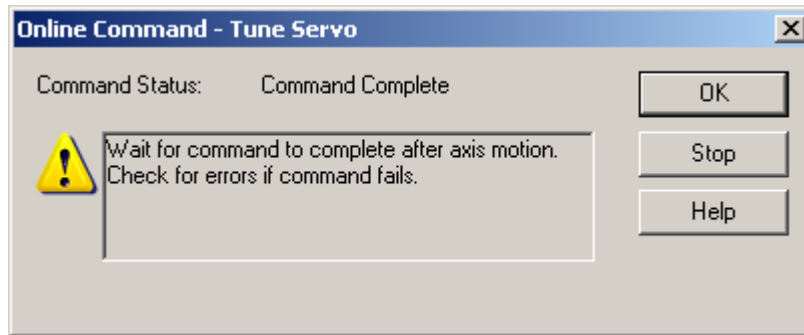 Online Command - Tune Servo
Command Status: Command Complete
OK
Wait for command to complete after axis motion.
Check for errors if command fails.
Stop
Help